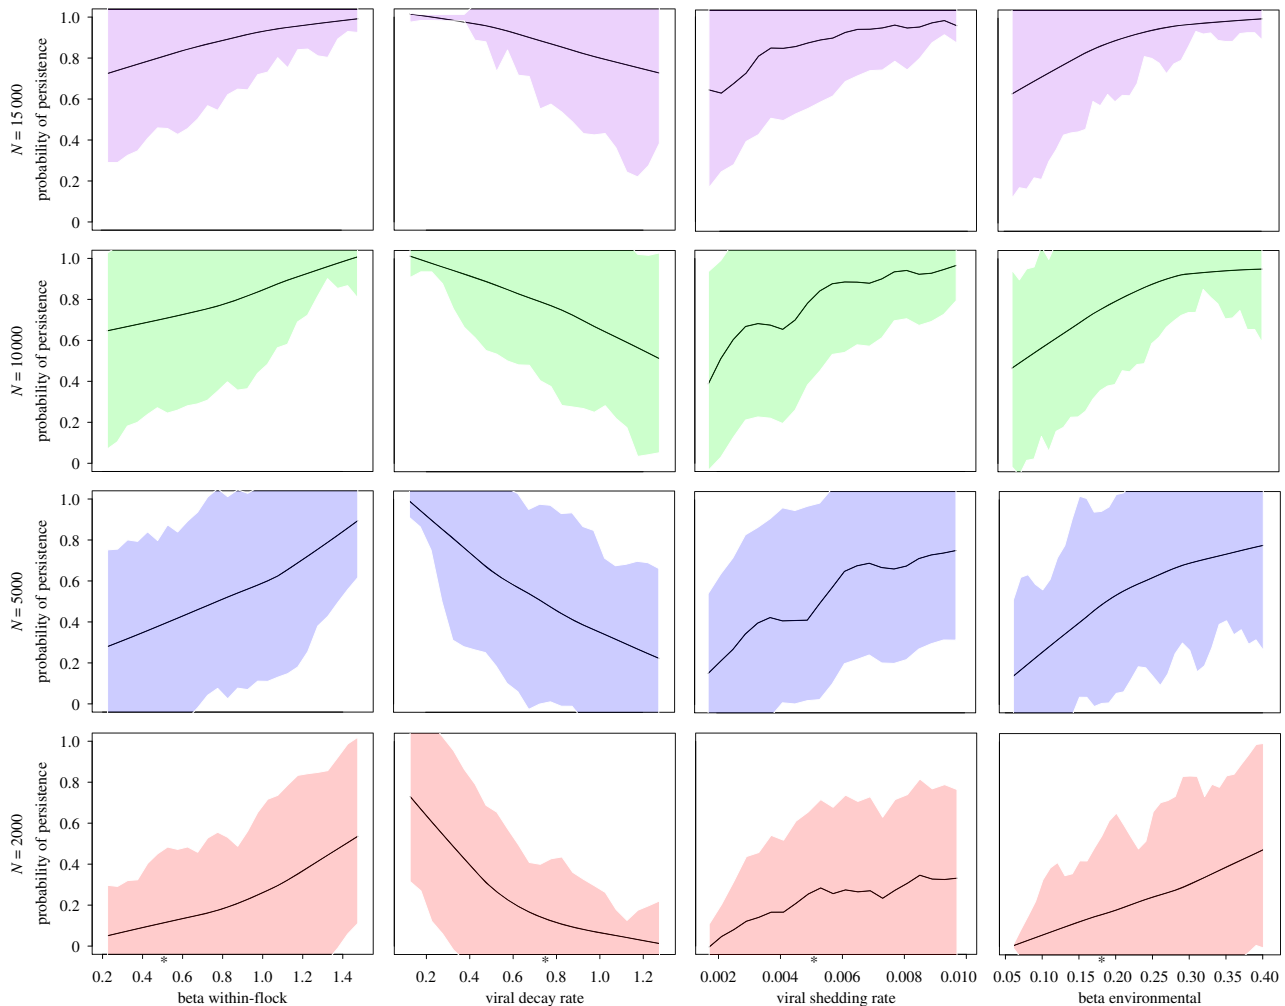 N = 15 000
probability of persistence
1.0
0.8
0.6
0.4
0.2
0
N = 10 000
probability of persistence
1.0
0.8
0.6
0.4
0.2
0
N = 5000
probability of persistence
1.0
0.8
0.6
0.4
0.2
0
N = 2000
probability of persistence
1.0
0.8
0.6
0.4
0.2
0
* * * *
0.2 0.4 0.6 0.8 1.0 1.2 1.4
0.2 0.4 0.6 0.8 1.0 1.2
0.002 0.004 0.006 0.008 0.010
0.05 0.10 0.15 0.20 0.25 0.30 0.35 0.40
beta within-flock
viral decay rate
viral shedding rate
beta environmental